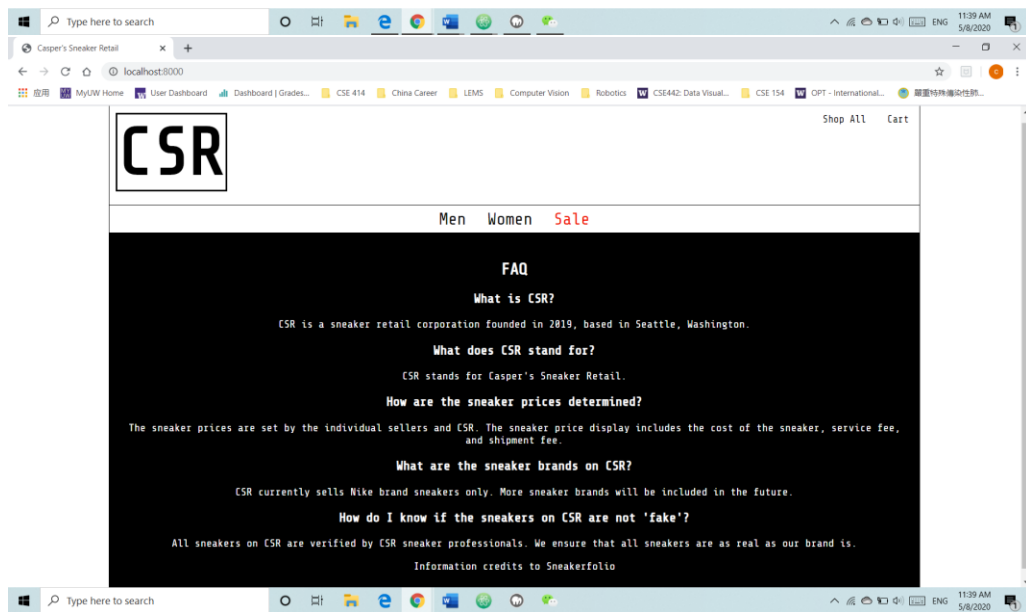 Type here to search
ENG
11:39 AM
5/8/2020
Casper's Sneaker Retail
localhost:8000
应用
MyUW Home
User Dashboard
Dashboard | Grades...
CSE 414
China Career
LEMS
Computer Vision
Robotics
CSE442: Data Visual...
CSE 154
OPT - International...
嚴重特殊傳染性肺...
Shop All
Cart
CSR
Men Women Sale
FAQ
What is CSR?
CSR is a sneaker retail corporation founded in 2019, based in Seattle, Washington.
What does CSR stand for?
CSR stands for Casper's Sneaker Retail.
How are the sneaker prices determined?
The sneaker prices are set by the individual sellers and CSR. The sneaker price display includes the cost of the sneaker, service fee,
and shipment fee.
What are the sneaker brands on CSR?
CSR currently sells Nike brand sneakers only. More sneaker brands will be included in the future.
How do I know if the sneakers on CSR are not 'fake'?
All sneakers on CSR are verified by CSR sneaker professionals. We ensure that all sneakers are as real as our brand is.
Information credits to Sneakerfolio
Type here to search
ENG
11:39 AM
5/8/2020